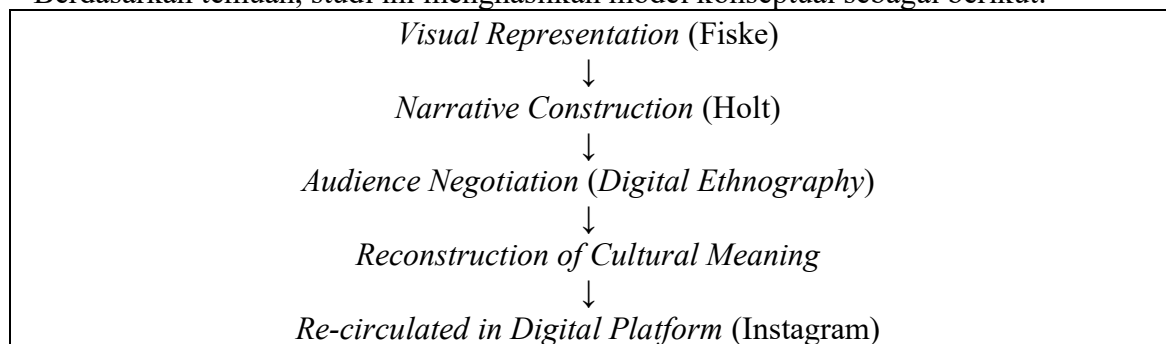 Berdasarkan temuan, studi ini menghasilkan model konseptual sebagai berikut:
Visual Representation (Fiske)
↓
Narrative Construction (Holt)
↓
Audience Negotiation (Digital Ethnography)
↓
Reconstruction of Cultural Meaning
↓
Re-circulated in Digital Platform (Instagram)